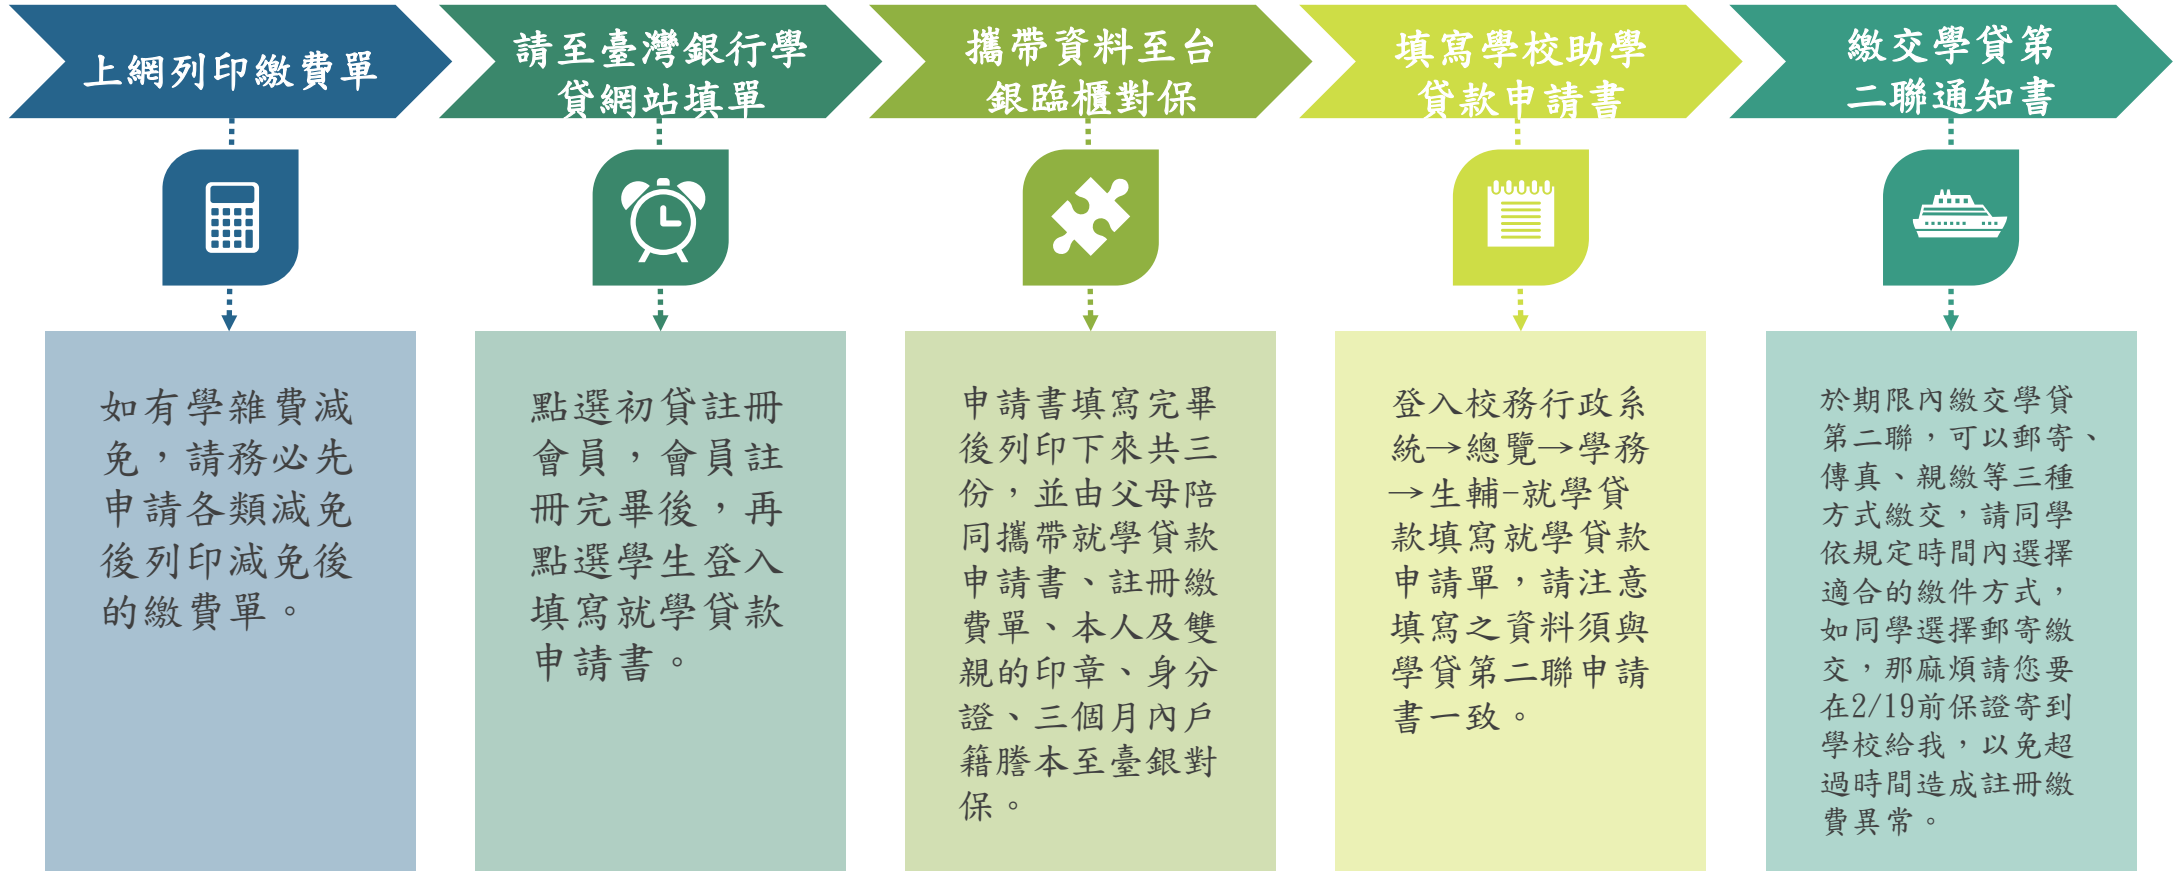 上網列印繳費單
如有學雜費減
免，請務必先
申請各類減免
後列印減免後
的繳費單。
請至臺灣銀行學
貸網站填單
點選初貸註冊
會員，會員註
冊完畢後，再
點選學生登入
填寫就學貸款
申請書。
攜帶資料至台
銀臨櫃對保
申請書填寫完畢
後列印下來共三
份，並由父母陪
同攜帶就學貸款
申請書、註冊繳
費單、本人及雙
親的印章、身分
證、三個月內戶
籍謄本至臺銀對
保。
填寫學校助學
貸款申請書
登入校務行政系
統→總覽→學務
→生輔-就學貸
款填寫就學貸款
申請單，請注意
填寫之資料須與
學貸第二聯申請
書一致。
繳交學貸第
二聯通知書
於期限內繳交學貸
第二聯，可以郵寄、
傳真、親繳等三種
方式繳交，請同學
依規定時間內選擇
適合的繳件方式，
如同學選擇郵寄繳
交，那麻煩請您要
在2/19前保證寄到
學校給我，以免超
過時間造成註冊繳
費異常。